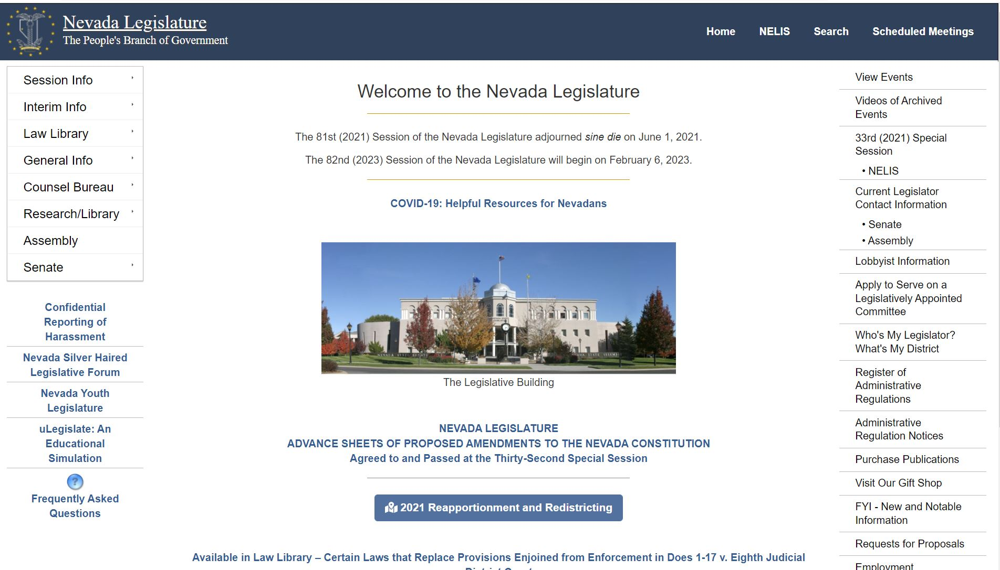 Nevada Legislature
The People's Branch of Government
Home
NELIS
Search
Scheduled Meetings
Session Info
Interim Info
Law Library
General Info
Counsel Bureau
Research/Library
Assembly
Senate
Confidential
Reporting of
Harassment
Nevada Silver Haired
Legislative Forum
Nevada Youth
Legislature
uLegislate: An
Educational
Simulation
?
Frequently Asked
Questions
Welcome to the Nevada Legislature
The 81st (2021) Session of the Nevada Legislature adjourned sine die on June 1, 2021.
The 82nd (2023) Session of the Nevada Legislature will begin on February 6, 2023.
COVID-19: Helpful Resources for Nevadans
NEVADA STATE SENATE
The Legislative Building
NEVADA LEGISLATURE
ADVANCE SHEETS OF PROPOSED AMENDMENTS TO THE NEVADA CONSTITUTION
Agreed to and Passed at the Thirty-Second Special Session
2021 Reapportionment and Redistricting
Available in Law Library – Certain Laws that Replace Provisions Enjoined from Enforcement in Does 1-17 v. Eighth Judicial
View Events
Videos of Archived
Events
33rd (2021) Special
Session
• NELIS
Current Legislator
Contact Information
• Senate
• Assembly
Lobbyist Information
Apply to Serve on a
Legislatively Appointed
Committee
Who's My Legislator?
What's My District
Register of
Administrative
Regulations
Administrative
Regulation Notices
Purchase Publications
Visit Our Gift Shop
FYI - New and Notable
Information
Requests for Proposals
Employment